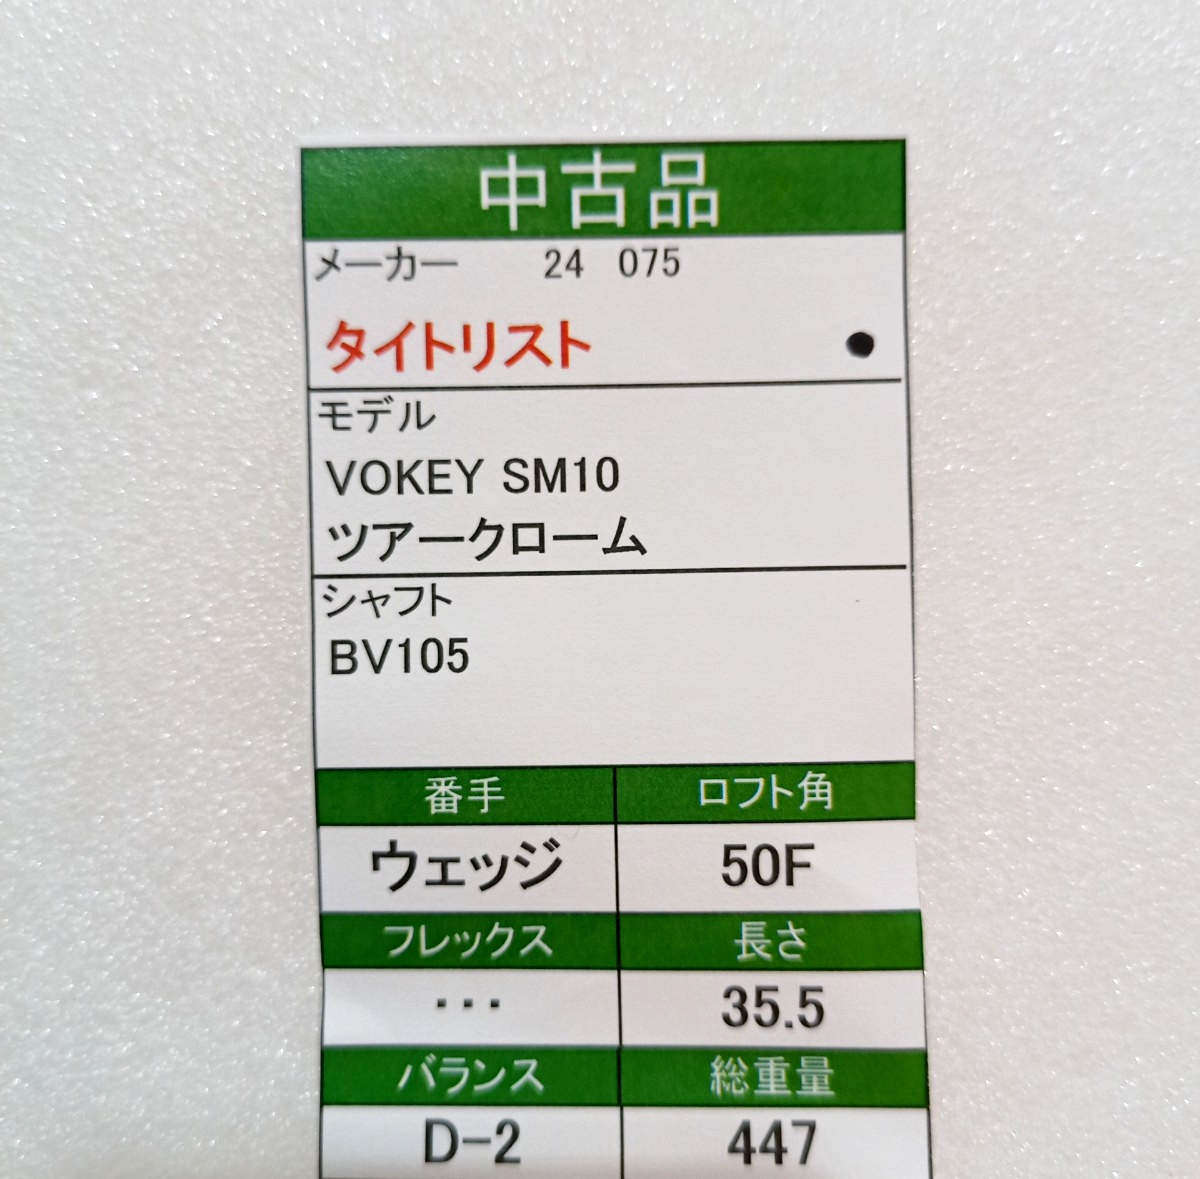 中古品
メーカー 24 075
タイトリスト
モデル
VOKEY SM10
ツアークローム
シャフト
BV105
番手 ロフト角
ウェッジ 50F
フレックス 長さ
･･･ 35.5
バランス 総重量
D-2 447